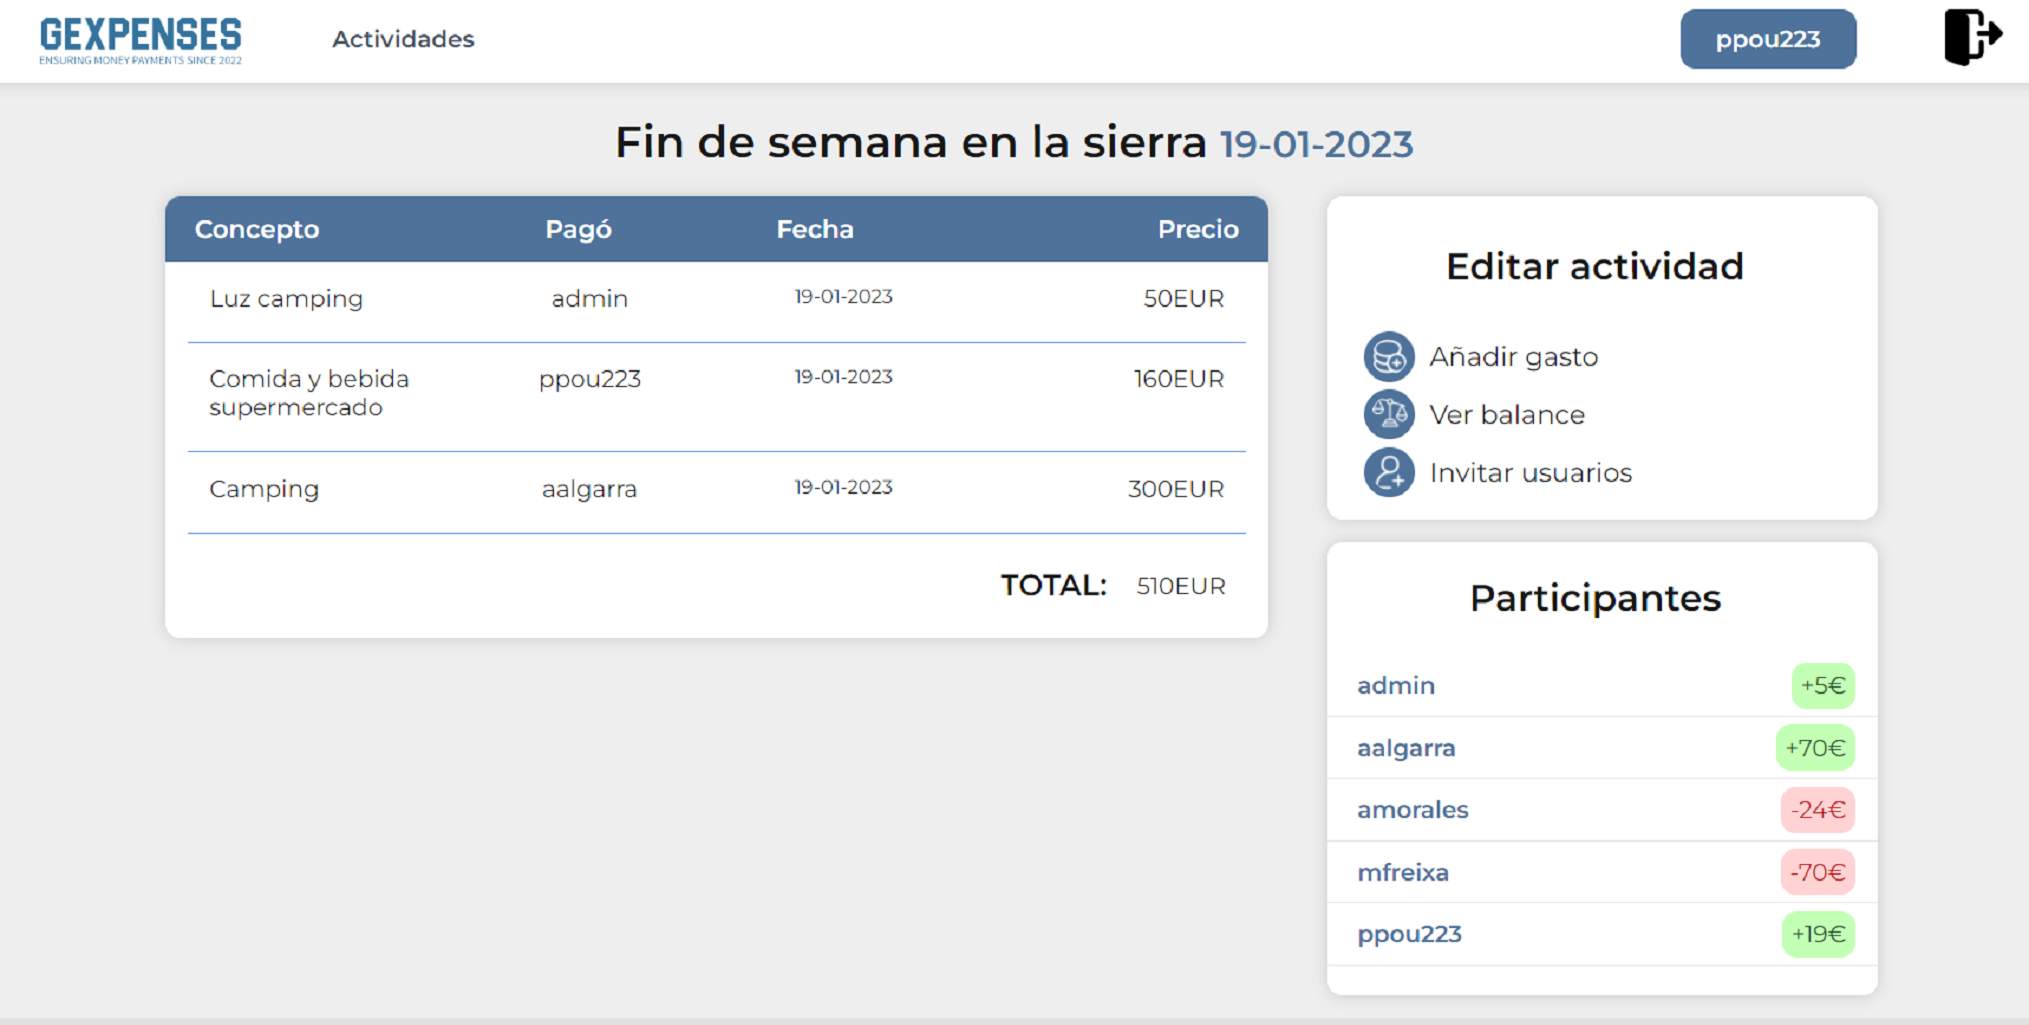 GEXPENSES
ENSURING MONEY PAYMENTS SINCE 2022
Actividades
ppou223
Fin de semana en la sierra 19-01-2023
Concepto Pagó Fecha Precio
Luz camping admin 19-01-2023 50EUR
Comida y bebida ppou223 19-01-2023 160EUR
supermercado
Camping aalgarra 19-01-2023 300EUR
TOTAL: 510EUR
Editar actividad
Añadir gasto
Ver balance
Invitar usuarios
Participantes
admin +5€
aalgarra +70€
amorales -24€
mfreixa -70€
ppou223 +19€